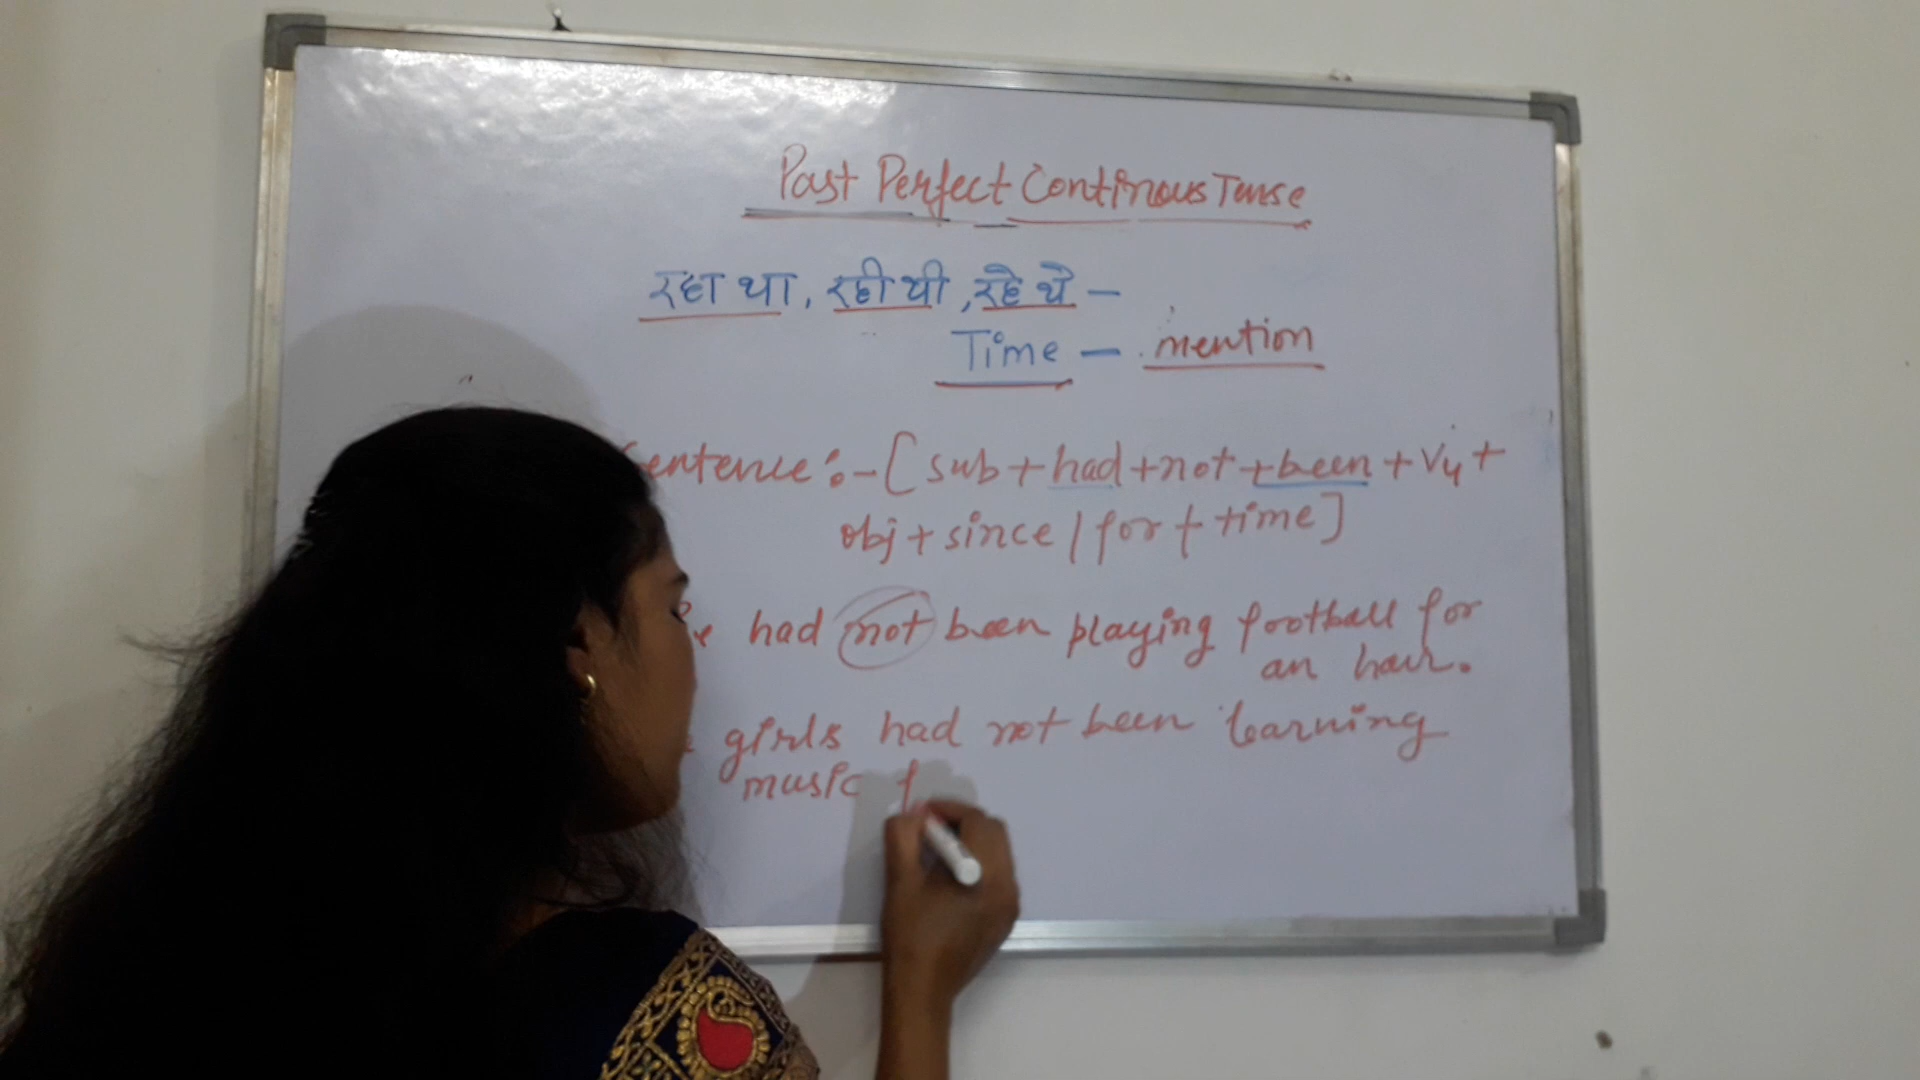 Past Perfect Continous Tense
रहा था, रही थी, रहे थे –
Time – mention
Sentence :- [sub + had + not + been + V4 +
obj + since / for + time]
had not been playing football for
an hour.
girls had not been learning
music f